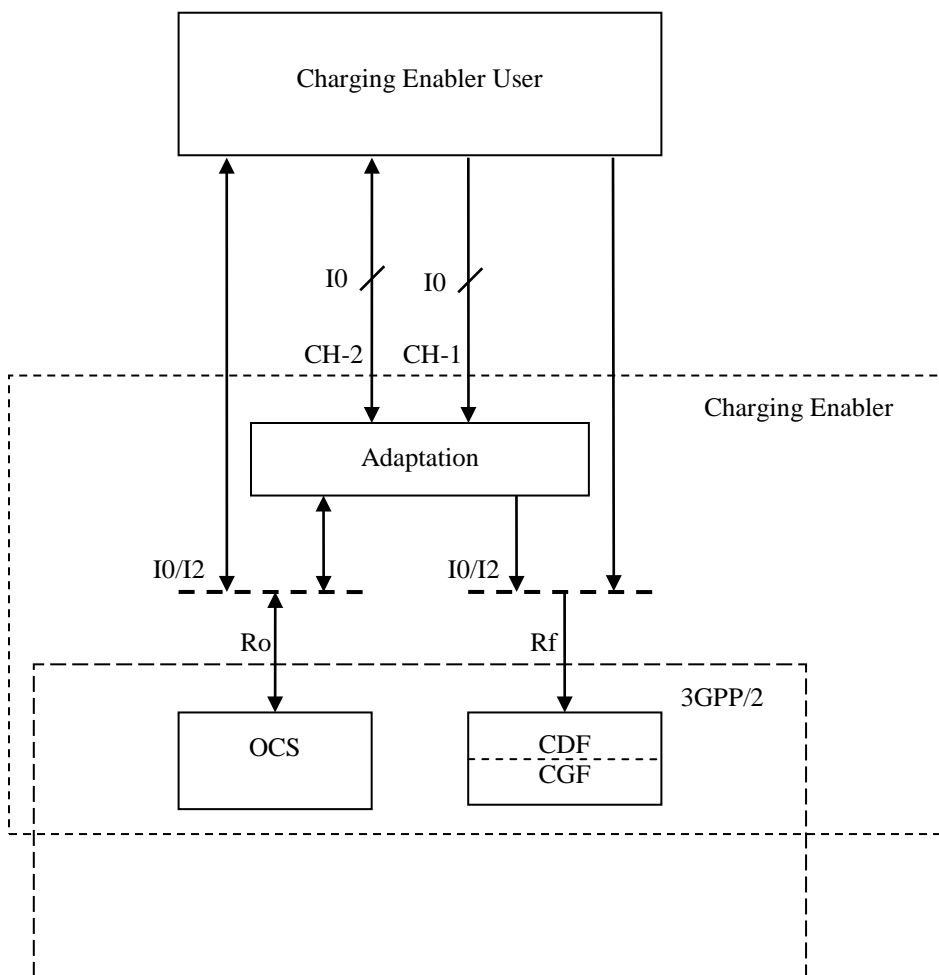 Charging Enabler User
I0
I0
CH-2
CH-1
Charging Enabler
Adaptation
I0/I2
I0/I2
Ro
Rf
3GPP/2
OCS
CDF
CGF